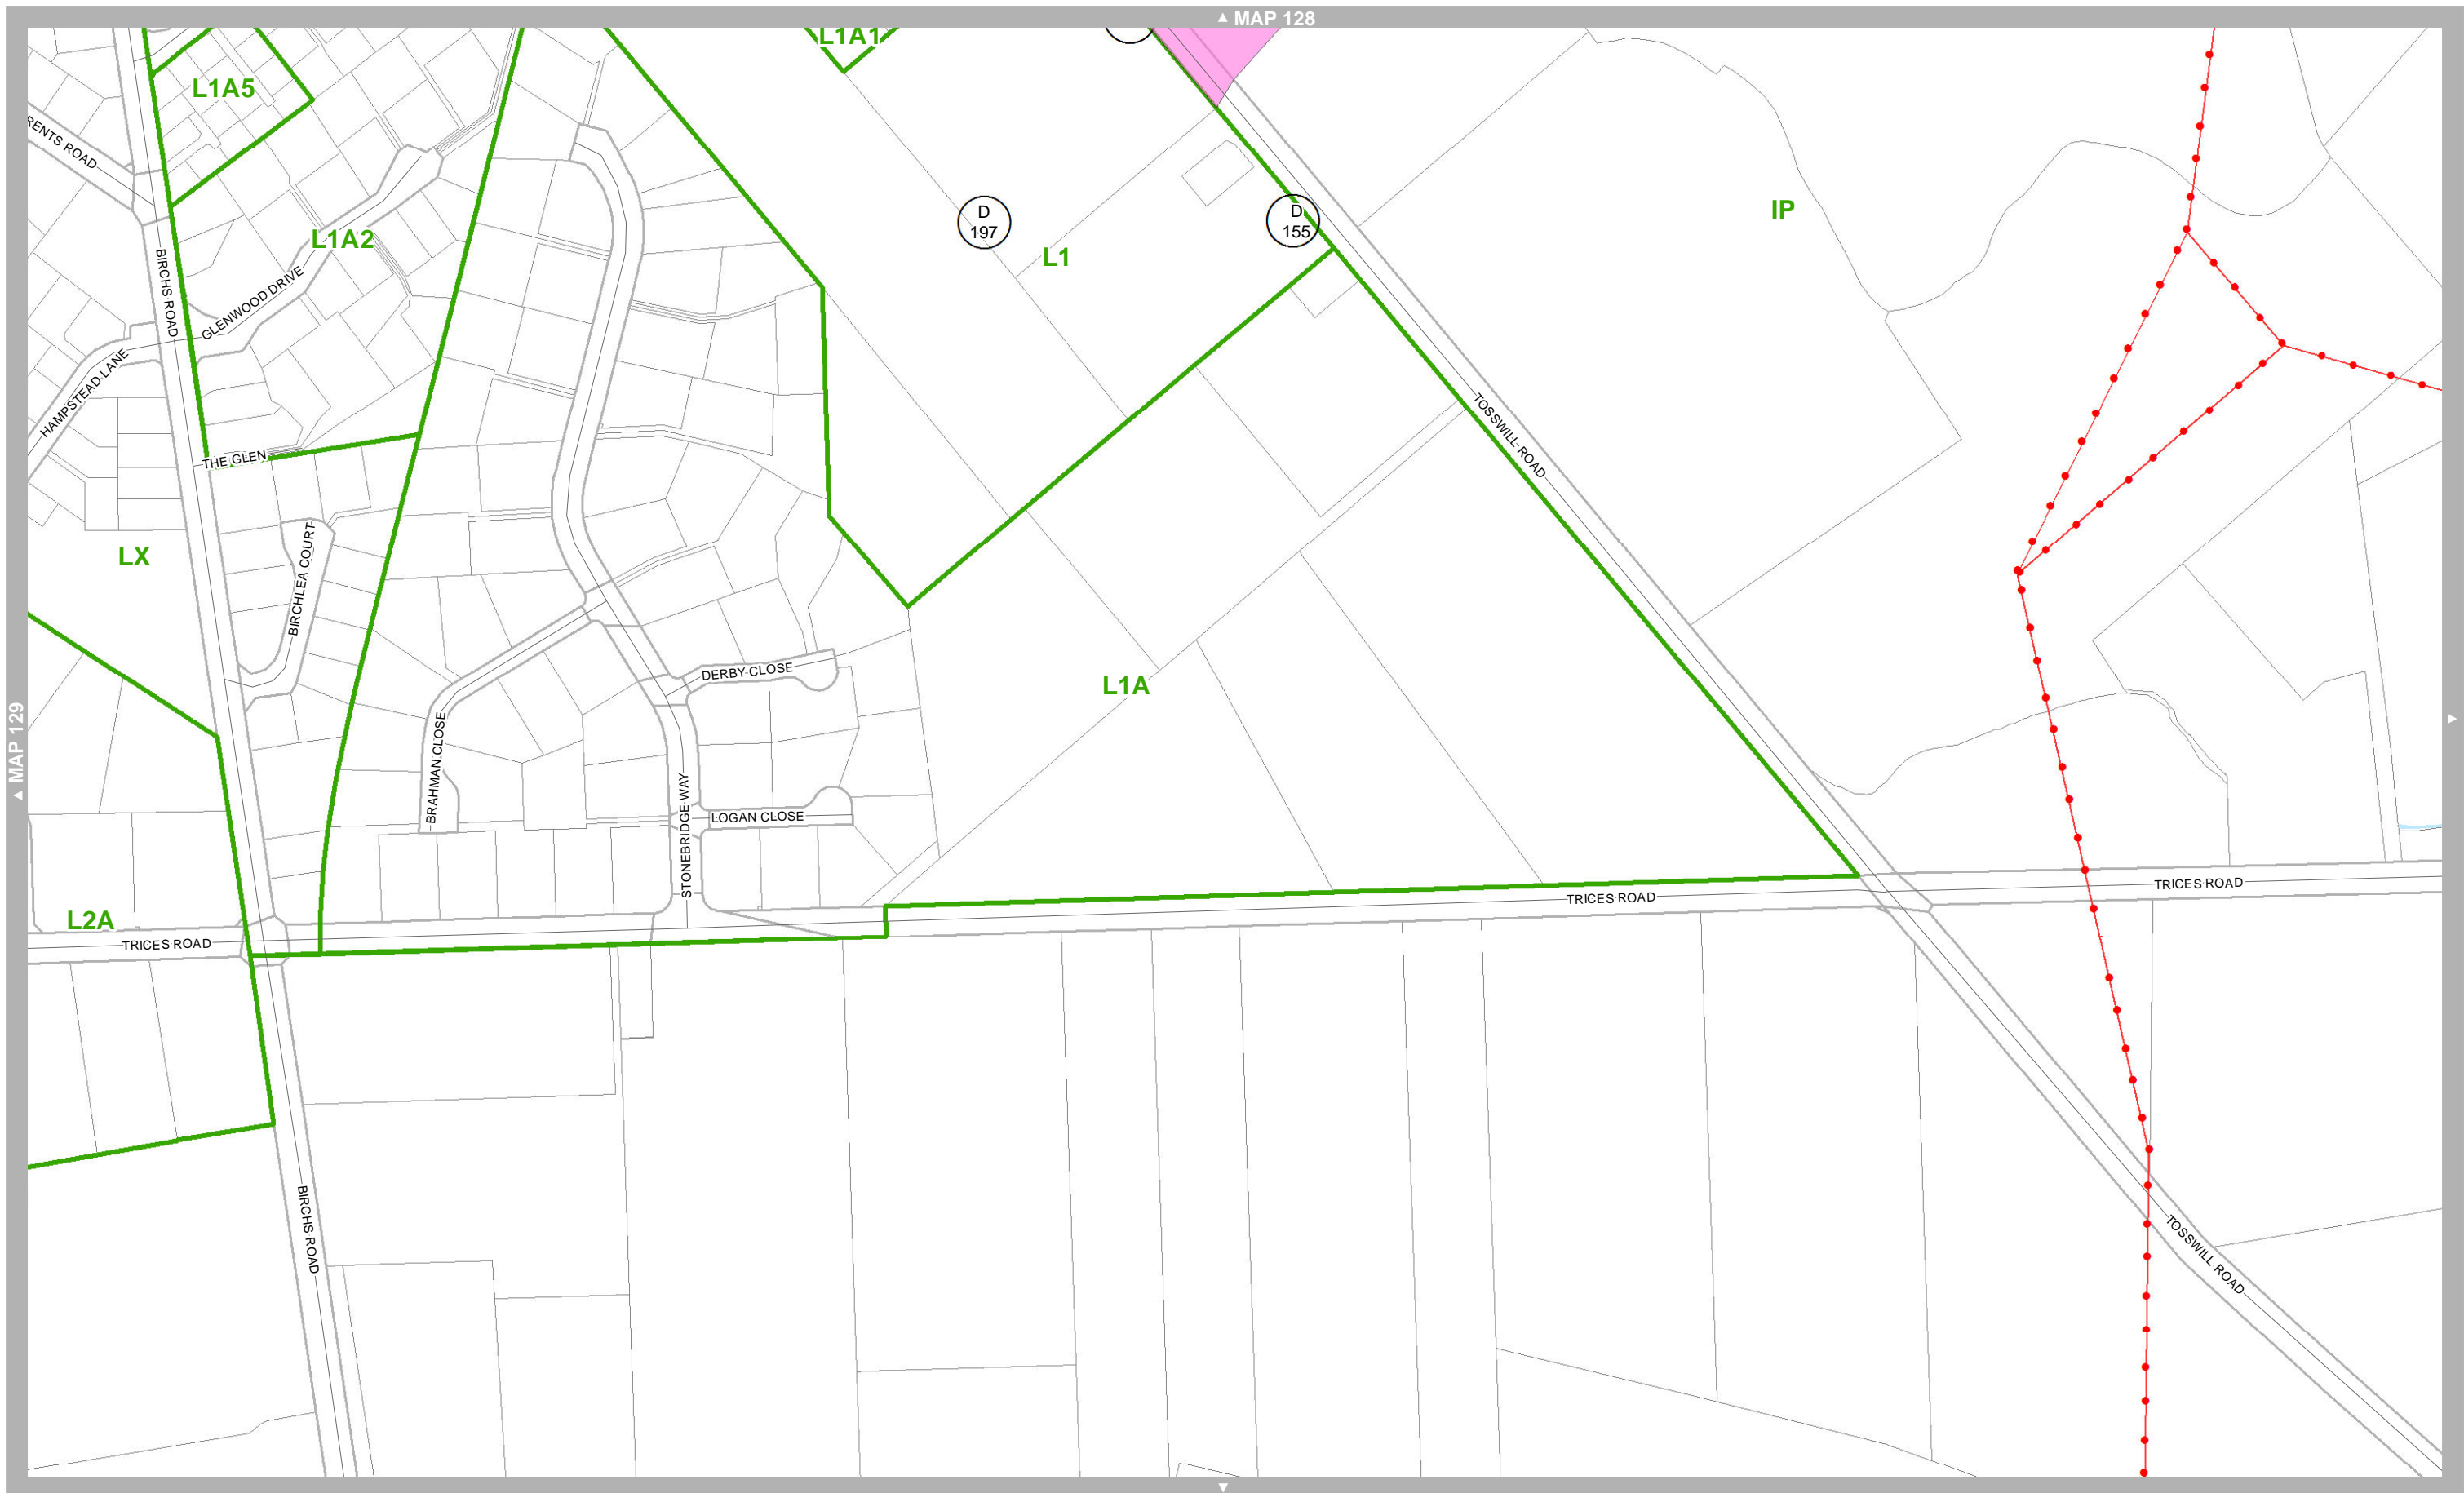 MAP 128
L1A1
L1A5
RENTS ROAD
D
197
D
155
IP
L1A2
L1
BIRCHS ROAD
GLENWOOD DRIVE
HAMPSTEAD LANE
TOSSWILL ROAD
THE GLEN
LX
BIRCHLEA COURT
DERBY CLOSE
L1A
MAP 129
BRAHMAN CLOSE
STONEBRIDGE WAY
LOGAN CLOSE
TRICES ROAD
TRICES ROAD
L2A
TRICES ROAD
BIRCHS ROAD
TOSSWILL ROAD